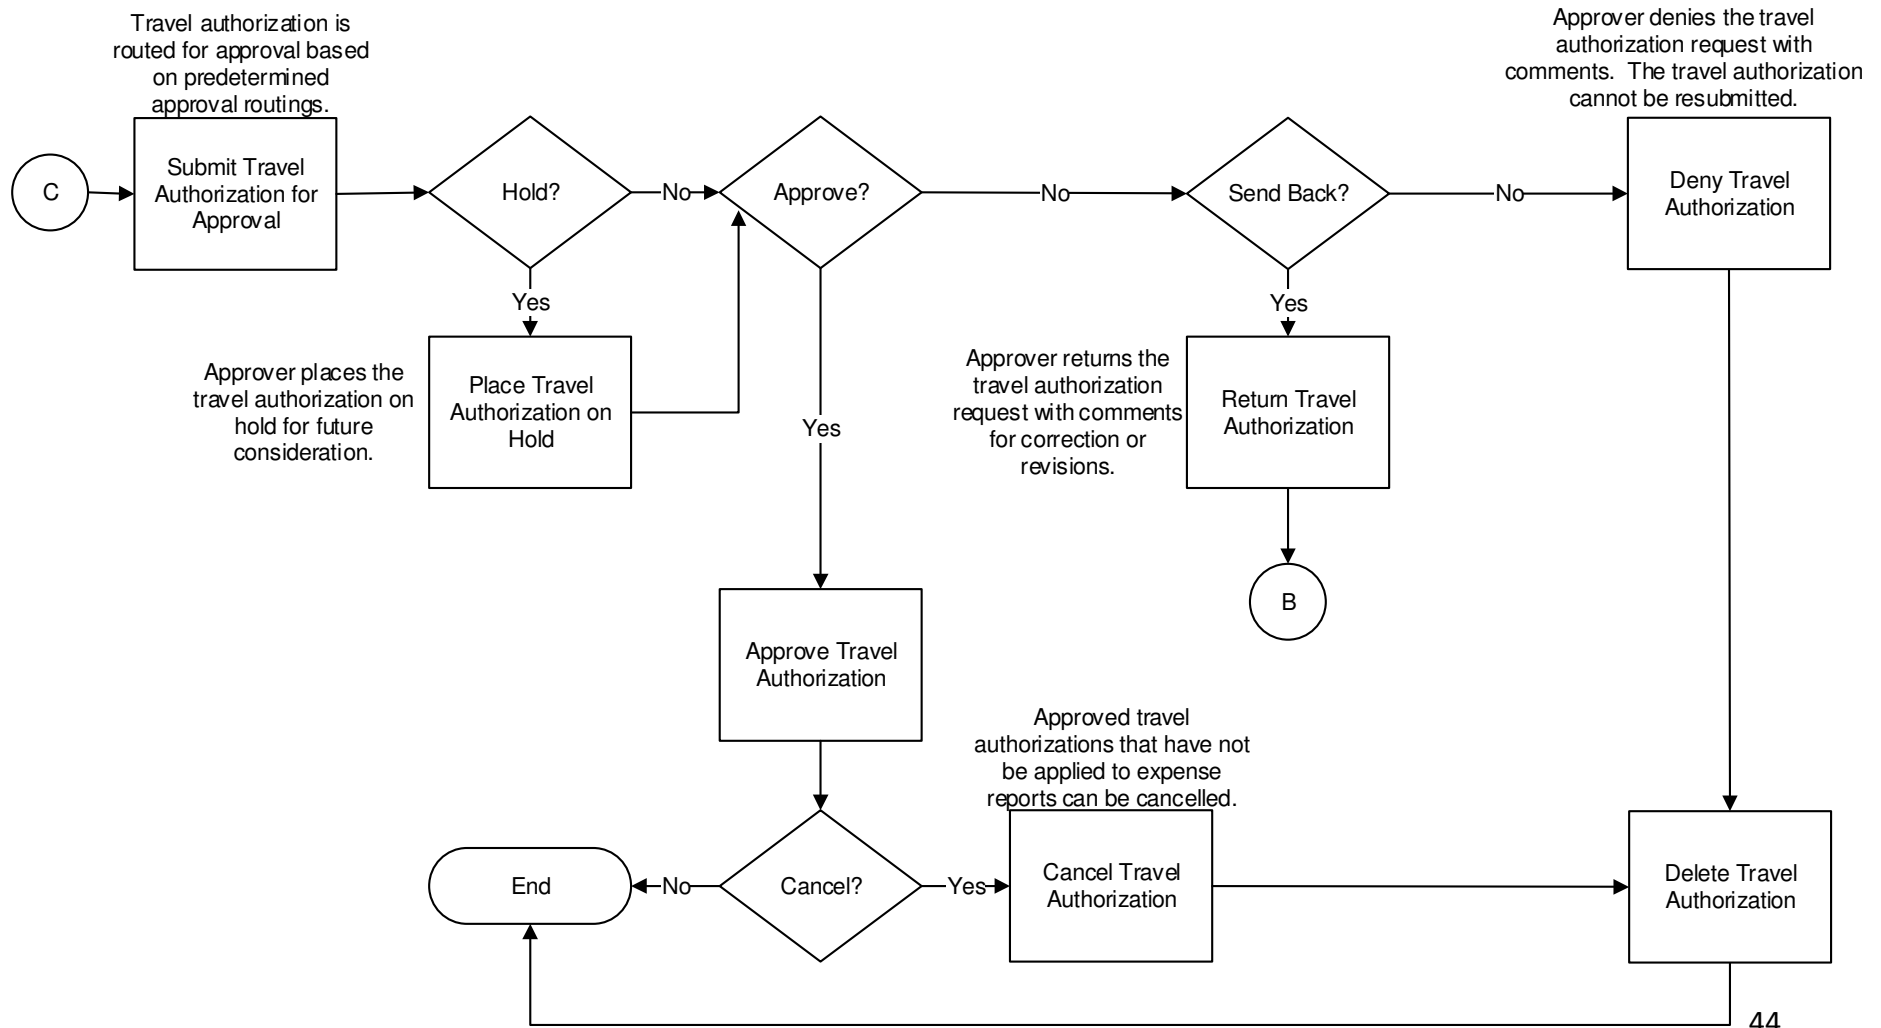 Travel authorization is
routed for approval based
on predetermined
approval routings.
Approver denies the travel
authorization request with
comments. The travel authorization
cannot be resubmitted.
C
Submit Travel
Authorization for
Approval
Hold?
No
Approve?
No
Send Back?
No
Deny Travel
Authorization
Yes
Yes
Approver places the
travel authorization on
hold for future
consideration.
Place Travel
Authorization on
Hold
Yes
Approver returns the
travel authorization
request with comments
for correction or
revisions.
Return Travel
Authorization
B
Approve Travel
Authorization
Approved travel
authorizations that have not
be applied to expense
reports can be cancelled.
End
No
Cancel?
Yes
Cancel Travel
Authorization
Delete Travel
Authorization
44